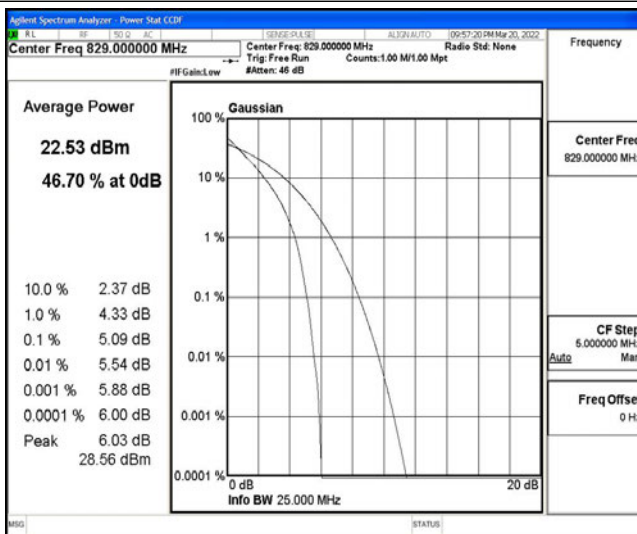 Agilent Spectrum Analyzer - Power Stat CCDF
RL RF 50 Ω AC SENSE:PULSE ALIGN AUTO 09:57:20 PM Mar 20, 2022
Center Freq 829.000000 MHz
Center Freq: 829.000000 MHz Radio Std: None
Trig: Free Run Counts:1.00 M/1.00 Mpt
#IFGain:Low #Atten: 46 dB
Frequency
Average Power
22.53 dBm
46.70 % at 0dB
10.0 % 2.37 dB
1.0 % 4.33 dB
0.1 % 5.09 dB
0.01 % 5.54 dB
0.001 % 5.88 dB
0.0001 % 6.00 dB
Peak 6.03 dB
28.56 dBm
Gaussian
100 %
10 %
1 %
0.1 %
0.01 %
0.001 %
0.0001 %
0 dB 20 dB
Info BW 25.000 MHz
Center Freq
829.000000 MHz
CF Step
5.000000 MHz
Auto Man
Freq Offset
0 Hz
MSG STATUS